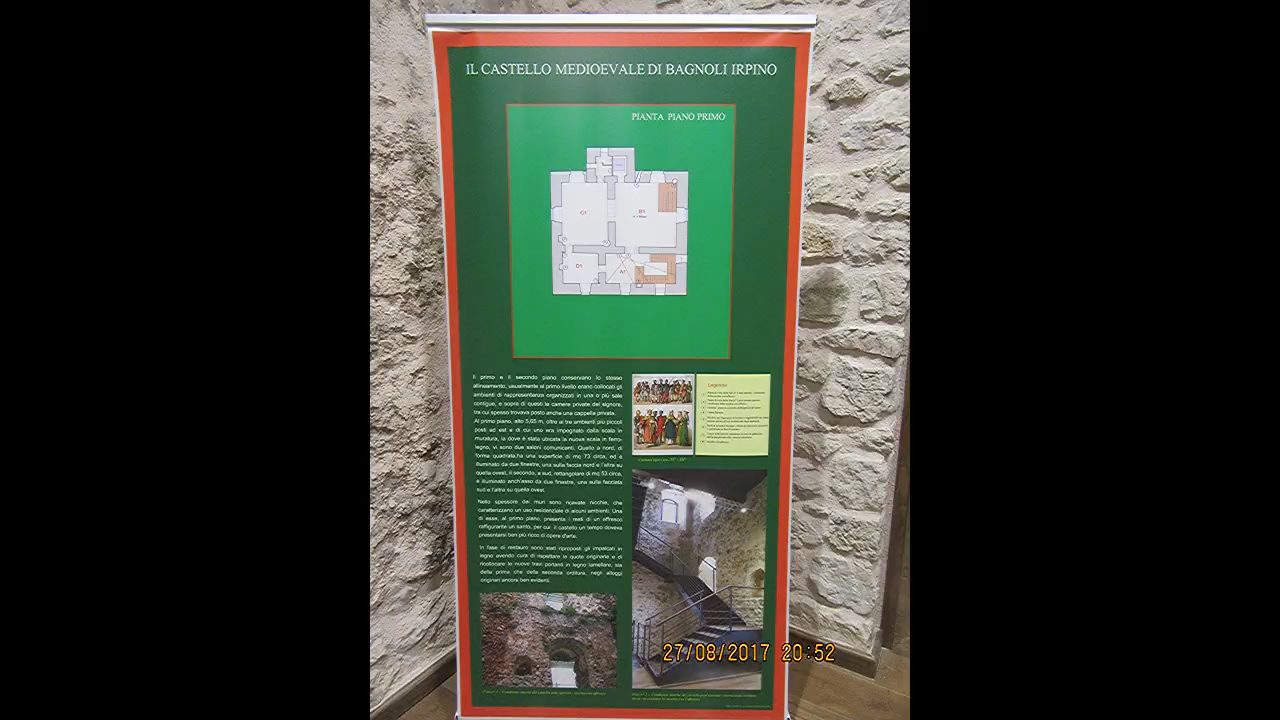 IL CASTELLO MEDIOEVALE DI BAGNOLI IRPINO
PIANTA PIANO PRIMO
C1
B1
D1
A1
Il primo e il secondo piano conservano lo stesso
allineamento, usualmente al primo livello erano collocati gli
ambienti di rappresentanza organizzati in una o più sale
contigue, e sopra di questi le camere private del signore,
tra cui spesso trovava posto anche una cappella privata.
Al primo piano, alto 5,65 m, oltre ai tre ambienti più piccoli
posti ad est e di cui uno era impegnato dalla scala in
muratura, la dove è stata ubicata la nuova scala in ferro-
legno, vi sono due saloni comunicanti. Quello a nord, di
forma quadrata,ha una superficie di mq 73 circa, ed è
illuminato da due finestre, una sulla faccia nord e l'altra su
quella ovest, il secondo, a sud, rettangolare di mq 53 circa,
è illuminato anch'esso da due finestre, una sulla facciata
sud e l'altra su quella ovest.
Nello spessore dei muri sono ricavate nicchie, che
caratterizzano un uso residenziale di alcuni ambienti. Una
di esse, al primo piano, presenta i resti di un affresco
raffigurante un santo, per cui il castello un tempo doveva
presentarsi ben più ricco di opere d'arte.
In fase di restauro sono stati riproposti gli impalcati in
legno avendo cura di rispettare le quote originarie e di
ricollocare le nuove travi portanti in legno lamellare, sia
della prima che della seconda orditura, negli alloggi
originari ancora ben evidenti.
Legenda
27/08/2017 20:52